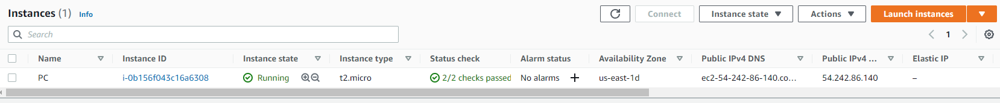 Instances (1) Info
Connect Instance state Actions Launch instances
Search
1
Name Instance ID Instance state Instance type Status check Alarm status Availability Zone Public IPv4 DNS Public IPv4 ... Elastic IP
PC i-0b156f043c16a6308 Running t2.micro 2/2 checks passed No alarms + us-east-1d ec2-54-242-86-140.co... 54.242.86.140 –